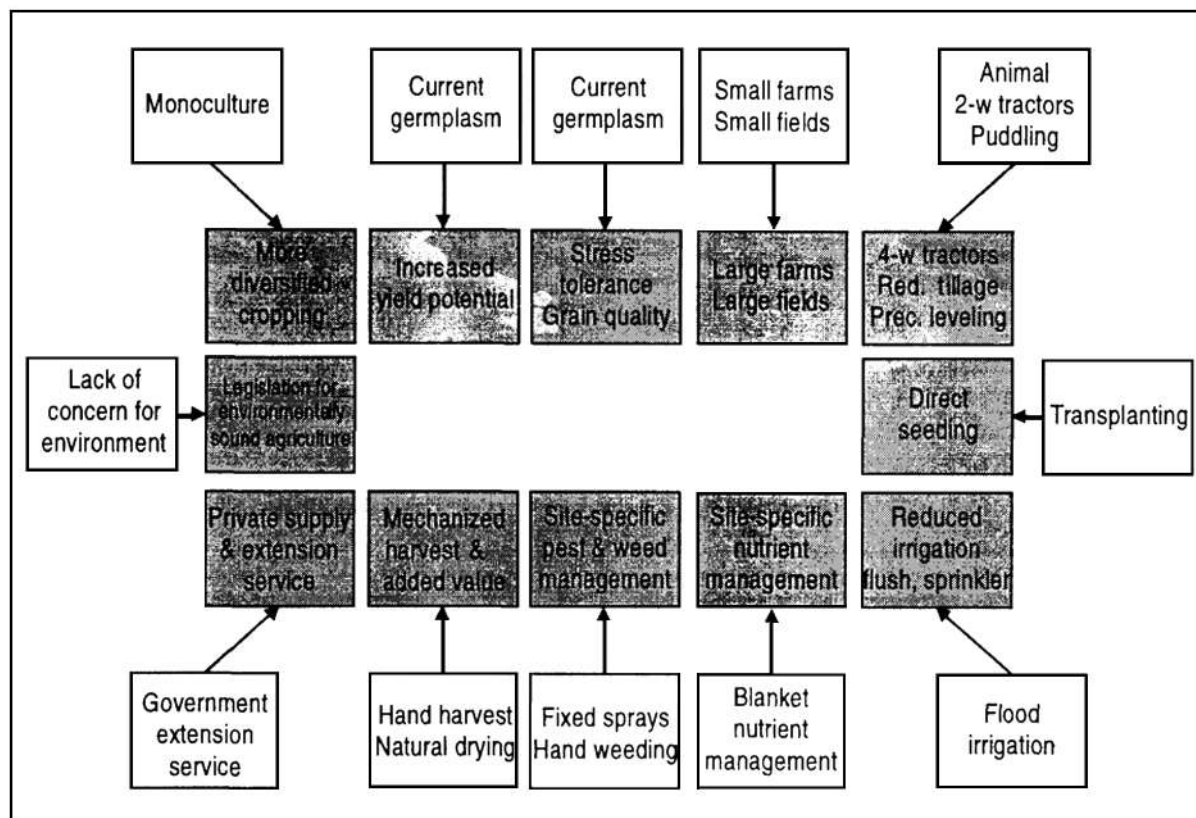 Monoculture
Current
germplasm
Current
germplasm
Small farms
Small fields
Animal
2-w tractors
Puddling
More
diversified
cropping
Increased
yield potential
Stress
tolerance
Grain quality
Large farms
Large fields
4-w tractors
Red. tillage
Prec. leveling
Lack of
concern for
environment
Legislation for
environmentally
sound agriculture
Direct
seeding
Transplanting
Private supply
& extension
service
Mechanized
harvest &
added value
Site-specific
pest & weed
management
Site-specific
nutrient
management
Reduced
irrigation
flush, sprinkler
Government
extension
service
Hand harvest
Natural drying
Fixed sprays
Hand weeding
Blanket
nutrient
management
Flood
irrigation